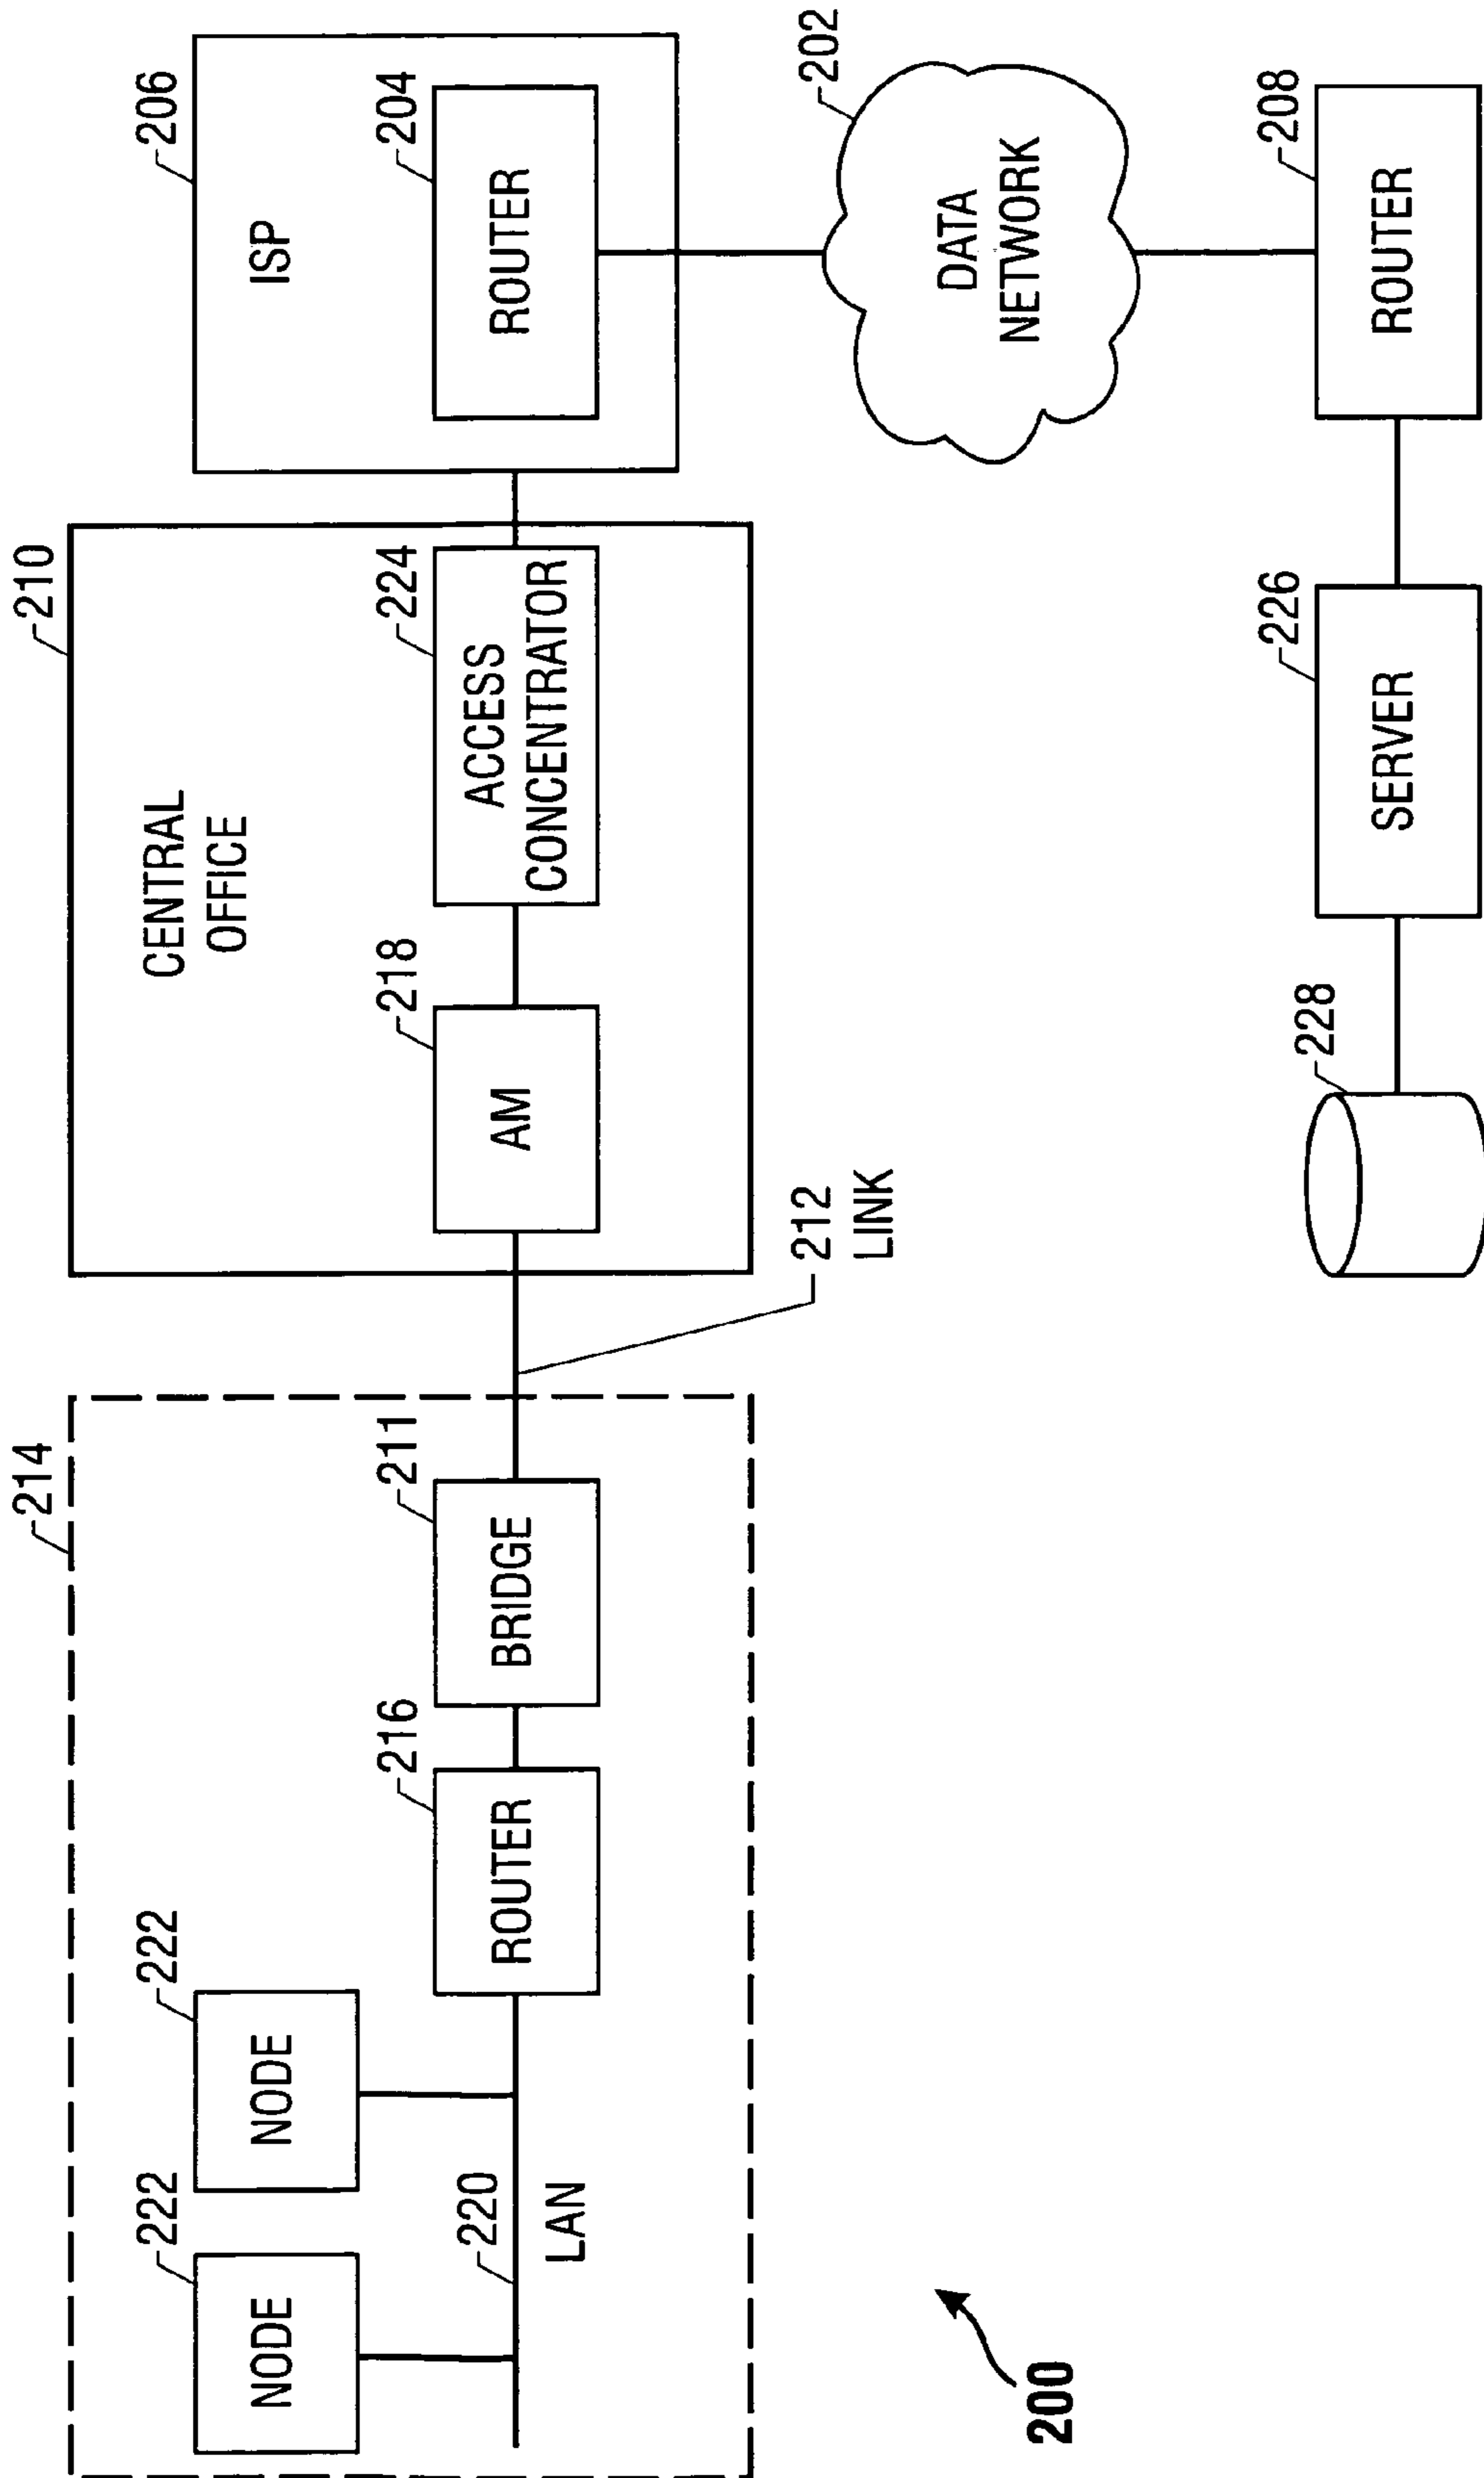 214
222
NODE
222
NODE
220
LAN
216
ROUTER
211
BRIDGE
212
LINK
210
CENTRAL
OFFICE
218
AM
224
ACCESS
CONCENTRATOR
206
ISP
204
ROUTER
202
DATA
NETWORK
228
226
SERVER
208
ROUTER
200